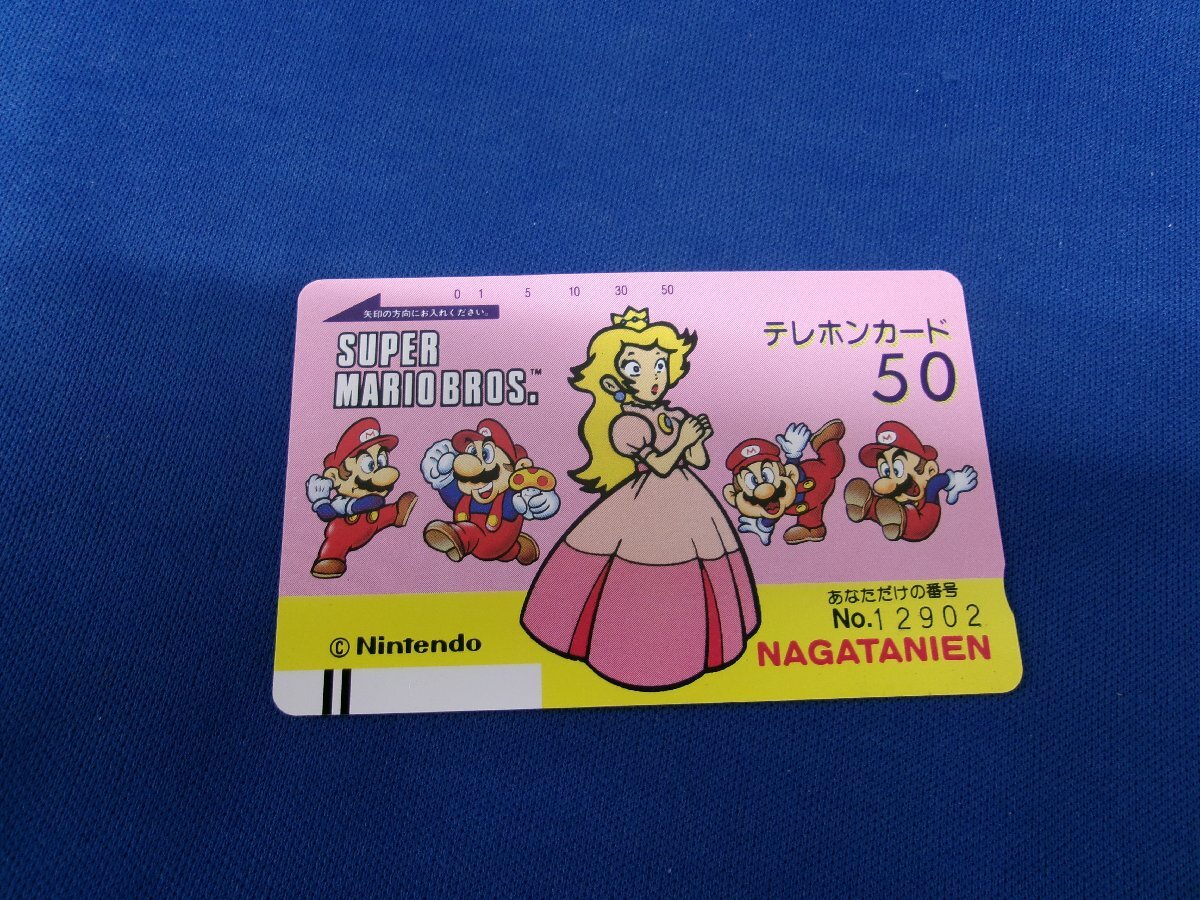 0 1 5 10 30 50
矢印の方向にお入れください。
SUPER
MARIO BROS.™
テレホンカード
50
M
M
M
M
あなただけの番号
No.12902
NAGATANIEN
© Nintendo